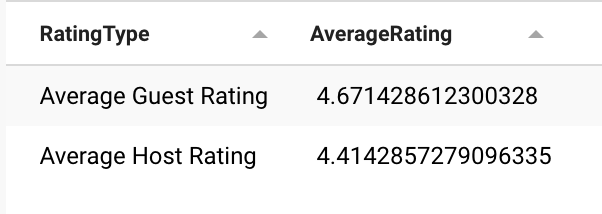 RatingType AverageRating
Average Guest Rating 4.671428612300328
Average Host Rating 4.4142857279096335